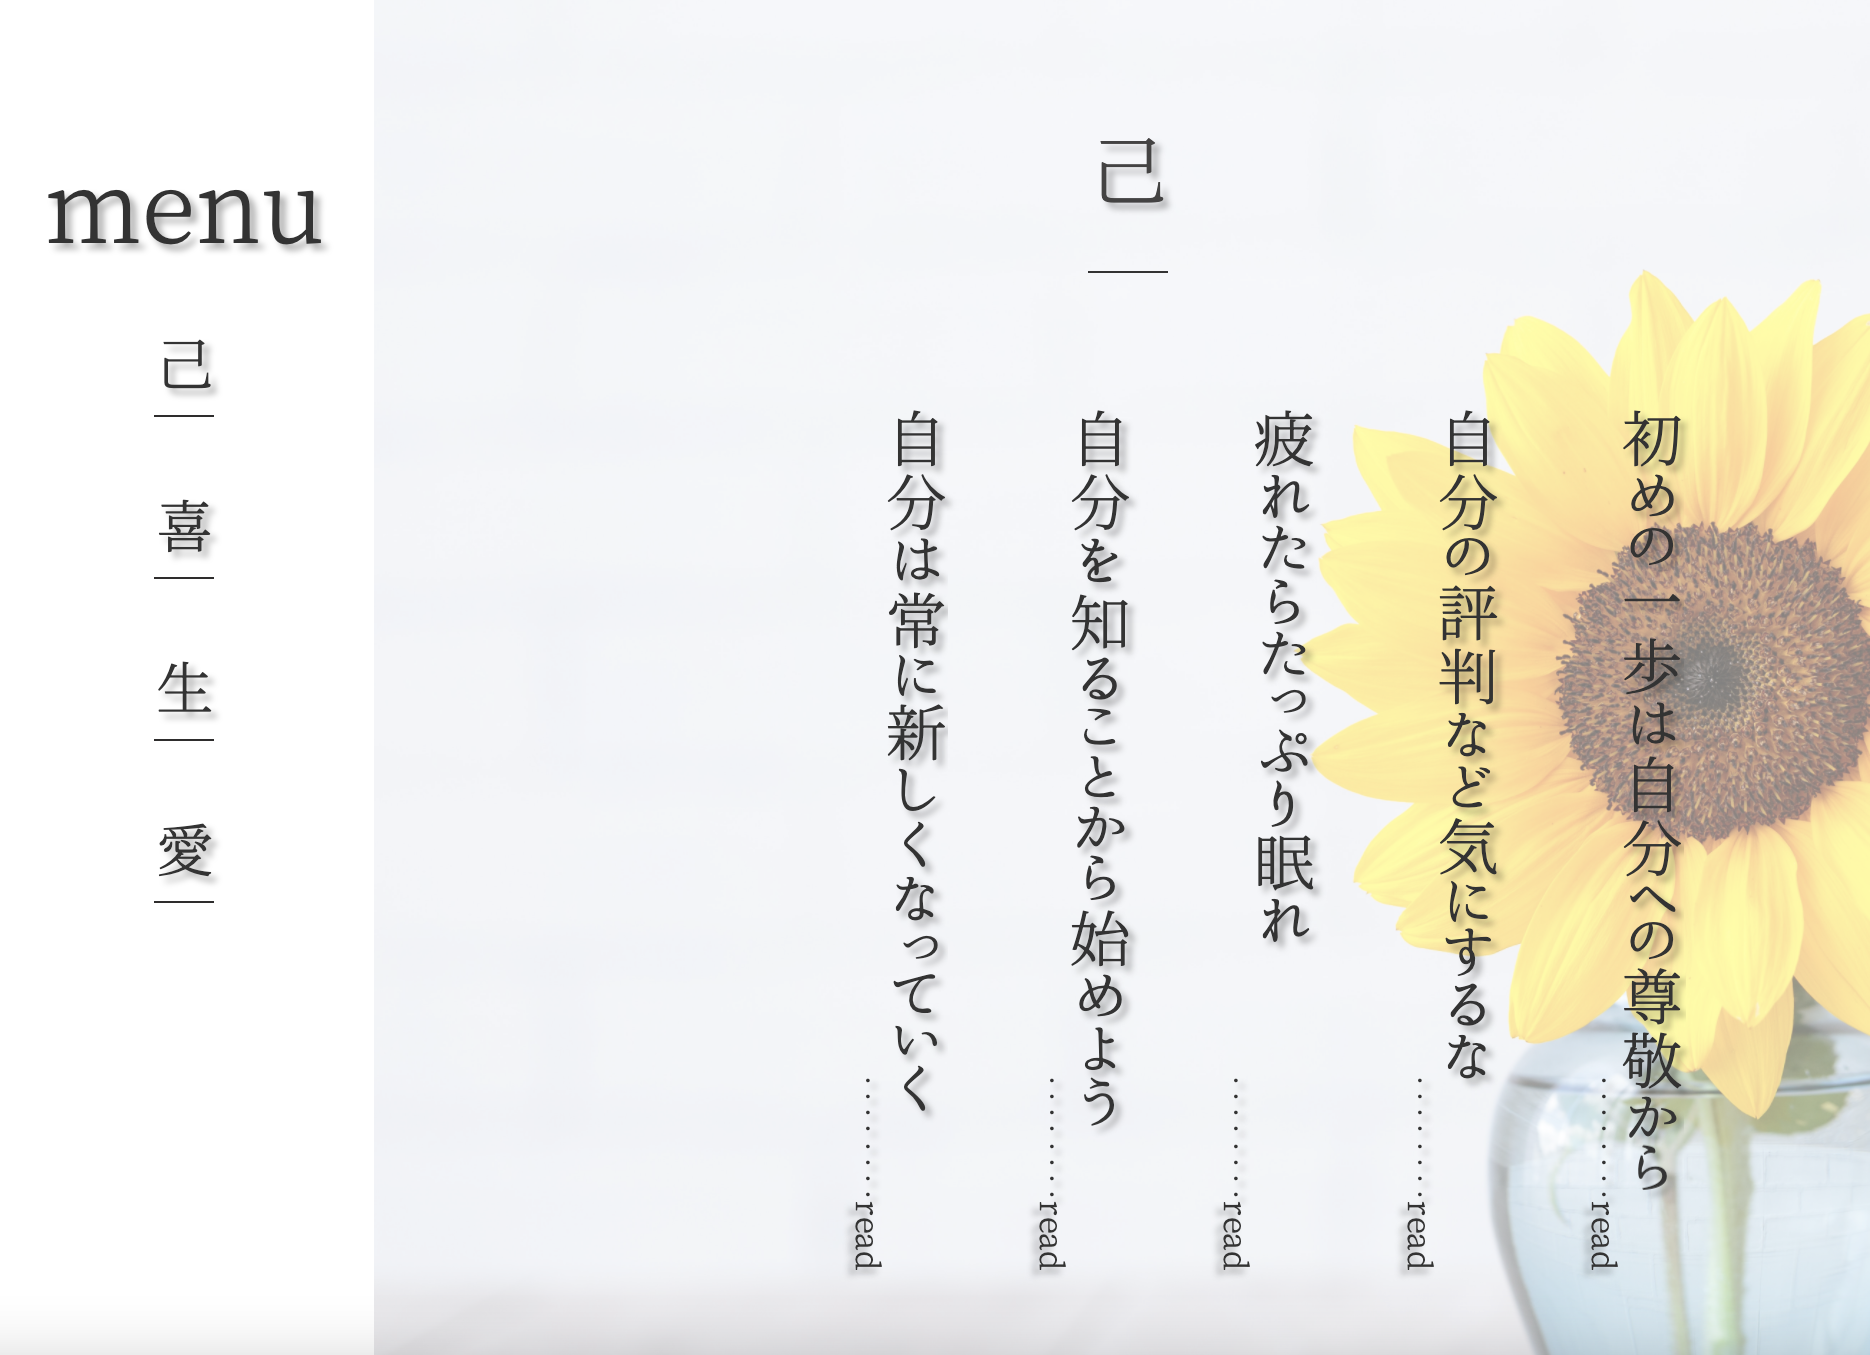 menu
己
喜
生
愛
己
初めの一歩は自分への尊敬から
.........read
自分の評判など気にするな
.........read
疲れたらたっぷり眠れ
.........read
自分を知ることから始めよう
.........read
自分は常に新しくなっていく
.........read